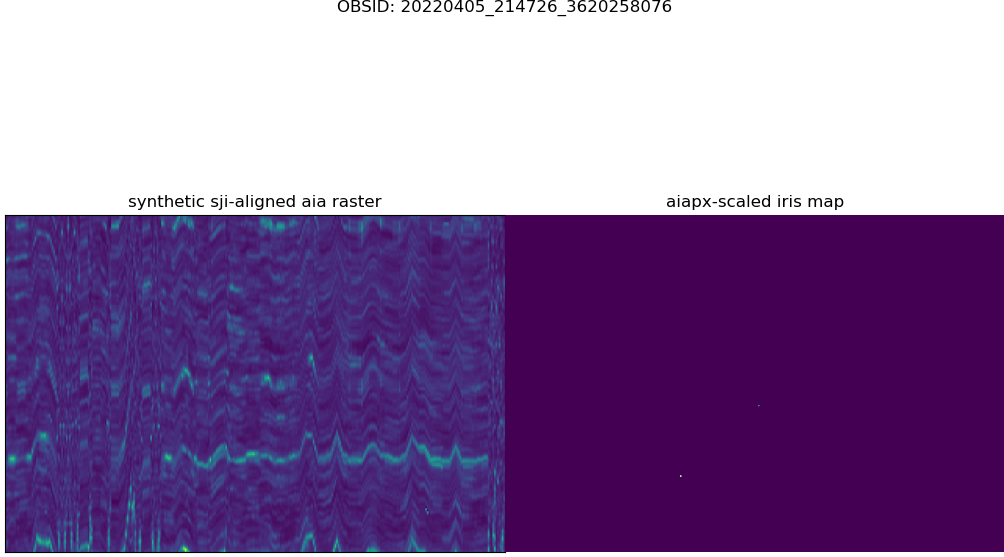 OBSID: 20220405_214726_3620258076
synthetic sji-aligned aia raster
aiapx-scaled iris map